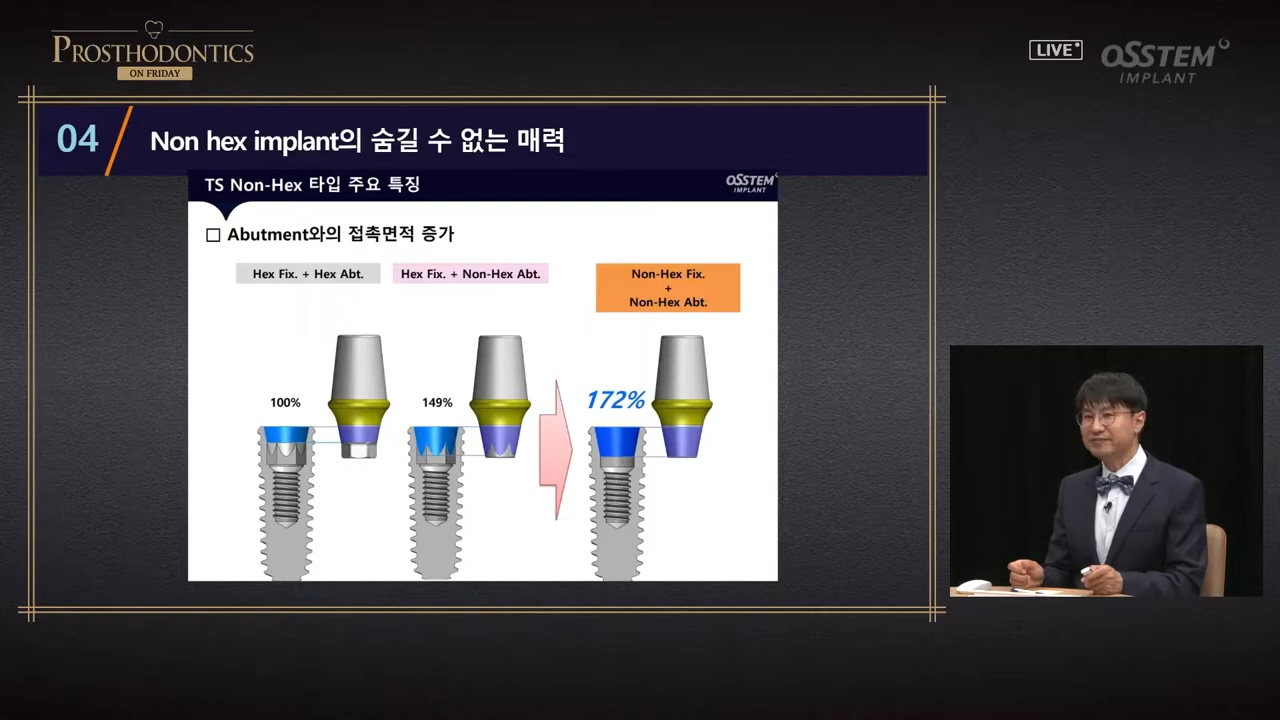 PROSTHODONTICS
ON FRIDAY
LIVE
OSSTEM
IMPLANT
04
Non hex implant의 숨길 수 없는 매력
TS Non-Hex 타입 주요 특징
OSSTEM
IMPLANT
Abutment와의 접촉면적 증가
Hex Fix. + Hex Abt.
Hex Fix. + Non-Hex Abt.
Non-Hex Fix.
+
Non-Hex Abt.
100%
149%
172%